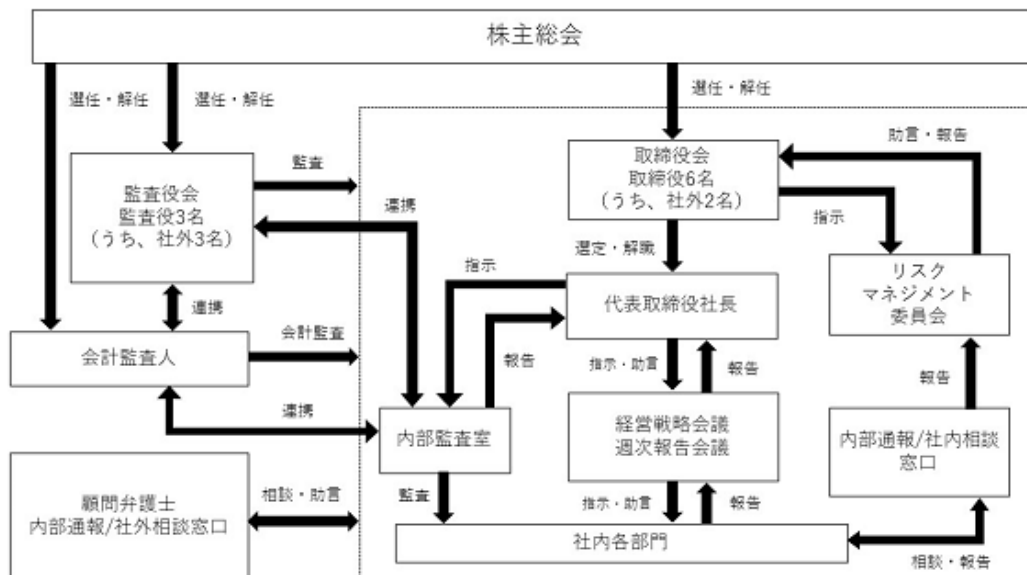 株主総会
選任・解任
選任・解任
選任・解任
監査役会
監査役3名
（うち、社外3名）
監査
連携
取締役会
取締役6名
（うち、社外2名）
助言・報告
指示
選定・解職
リスク
マネジメント
委員会
連携
指示
代表取締役社長
会計監査人
会計監査
報告
指示・助言
報告
報告
連携
内部監査室
経営戦略会議
週次報告会議
内部通報/社内相談
窓口
顧問弁護士
内部通報/社外相談窓口
相談・助言
監査
指示・助言
報告
社内各部門
相談・報告